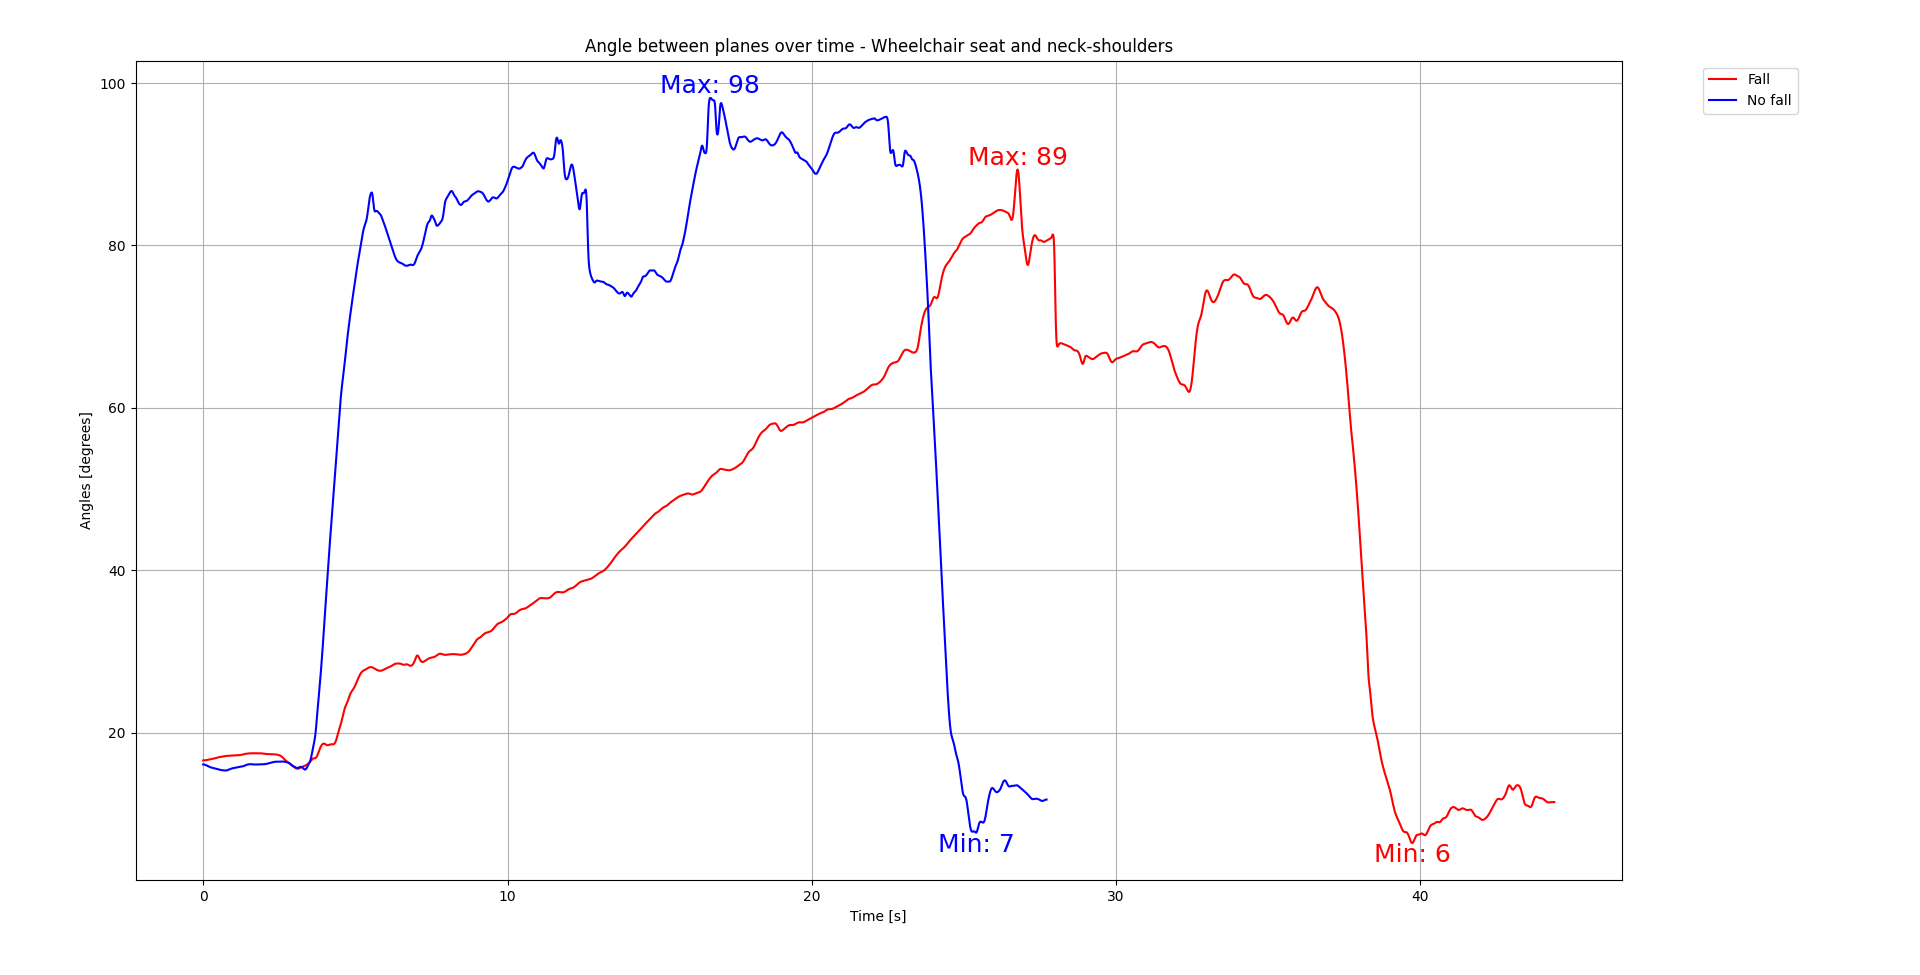 Angle between planes over time - Wheelchair seat and neck-shoulders
Fall
No fall
Max: 98
Max: 89
Min: 7
Min: 6
100
80
60
40
20
Angles [degrees]
0 10 20 30 40
Time [s]